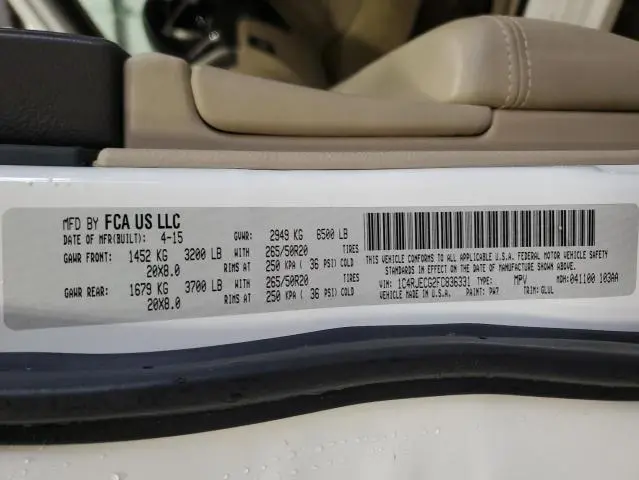 MFD BY FCA US LLC
DATE OF MFR(BUILT): 4-15 GVWR: 2949 KG 6500 LB
GAWR FRONT: 1452 KG 3200 LB WITH 265/50R20 TIRES
20X8.0 RIMS AT 250 KPA ( 36 PSI) COLD
GAWR REAR: 1679 KG 3700 LB WITH 265/50R20 TIRES
20X8.0 RIMS AT 250 KPA ( 36 PSI) COLD
THIS VEHICLE CONFORMS TO ALL APPLICABLE U.S.A. FEDERAL MOTOR VEHICLE SAFETY
STANDARDS IN EFFECT ON THE DATE OF MANUFACTURE SHOWN ABOVE.
VIN: 1C4RJECG2FC836331 TYPE: MPV MDH:041100 103AA
VEHICLE MADE IN U.S.A. PAINT: PW7 TRIM: GLUL